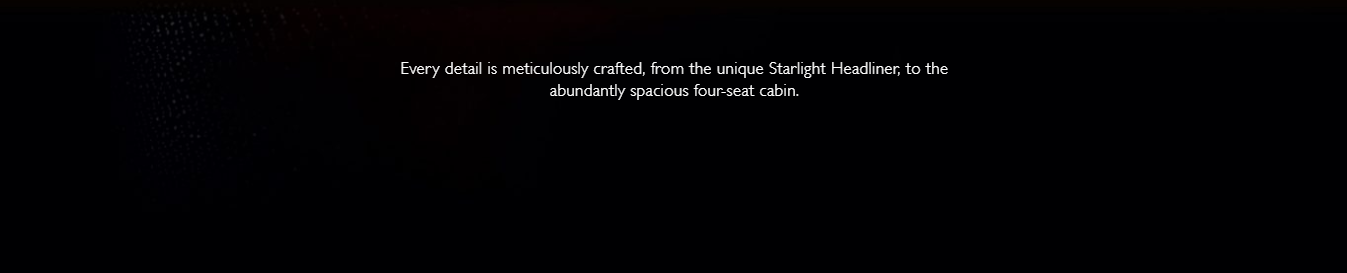 Every detail is meticulously crafted, from the unique Starlight Headliner, to the
abundantly spacious four-seat cabin.